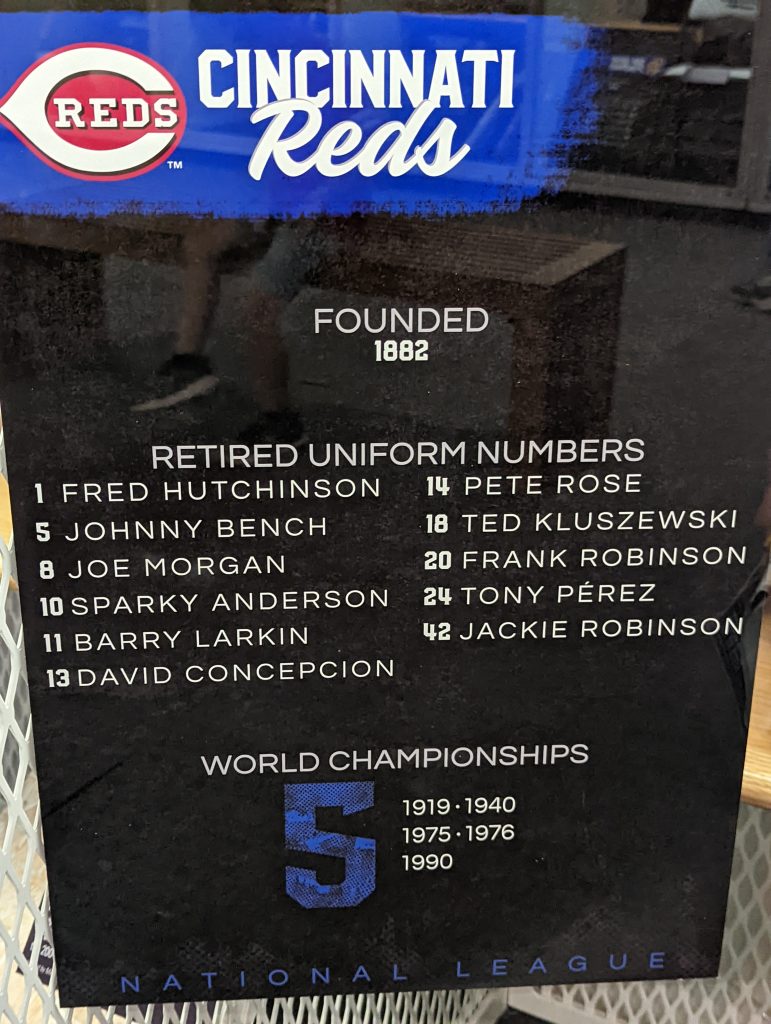 REDS
™
CINCINNATI
Reds
FOUNDED
1882
RETIRED UNIFORM NUMBERS
1 FRED HUTCHINSON
5 JOHNNY BENCH
8 JOE MORGAN
10 SPARKY ANDERSON
11 BARRY LARKIN
13 DAVID CONCEPCION
14 PETE ROSE
18 TED KLUSZEWSKI
20 FRANK ROBINSON
24 TONY PÉREZ
42 JACKIE ROBINSON
WORLD CHAMPIONSHIPS
5
1919 · 1940
1975 · 1976
1990
NATIONAL LEAGUE